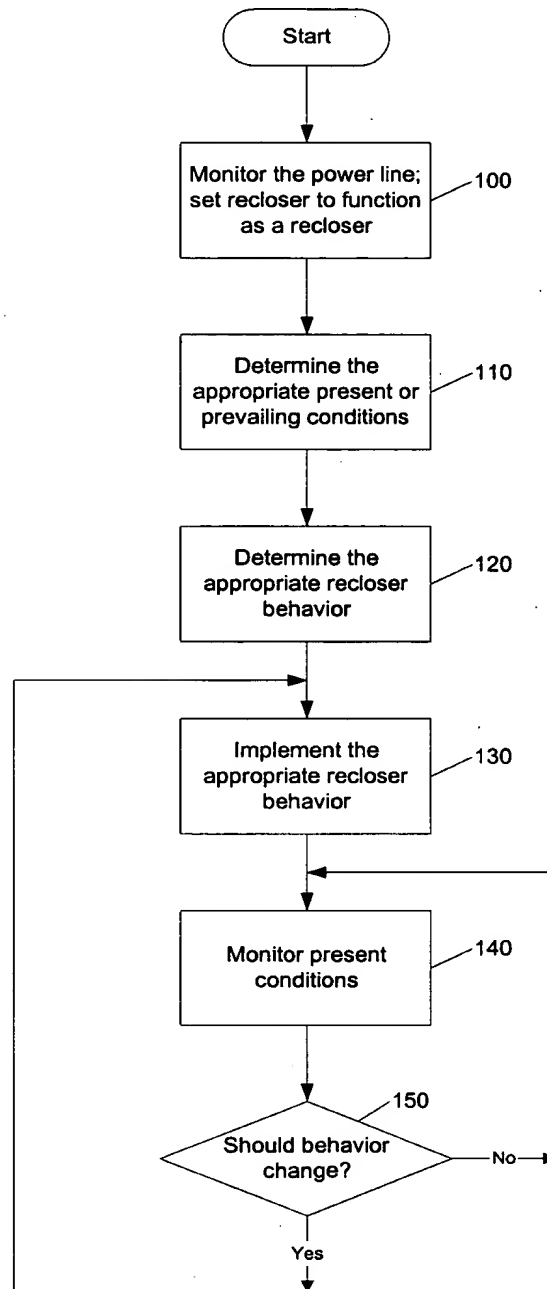 Start
Monitor the power line;
set recloser to function
as a recloser
100
Determine the
appropriate present or
prevailing conditions
110
Determine the
appropriate recloser
behavior
120
Implement the
appropriate recloser
behavior
130
Monitor present
conditions
140
150
Should behavior
change?
No
Yes